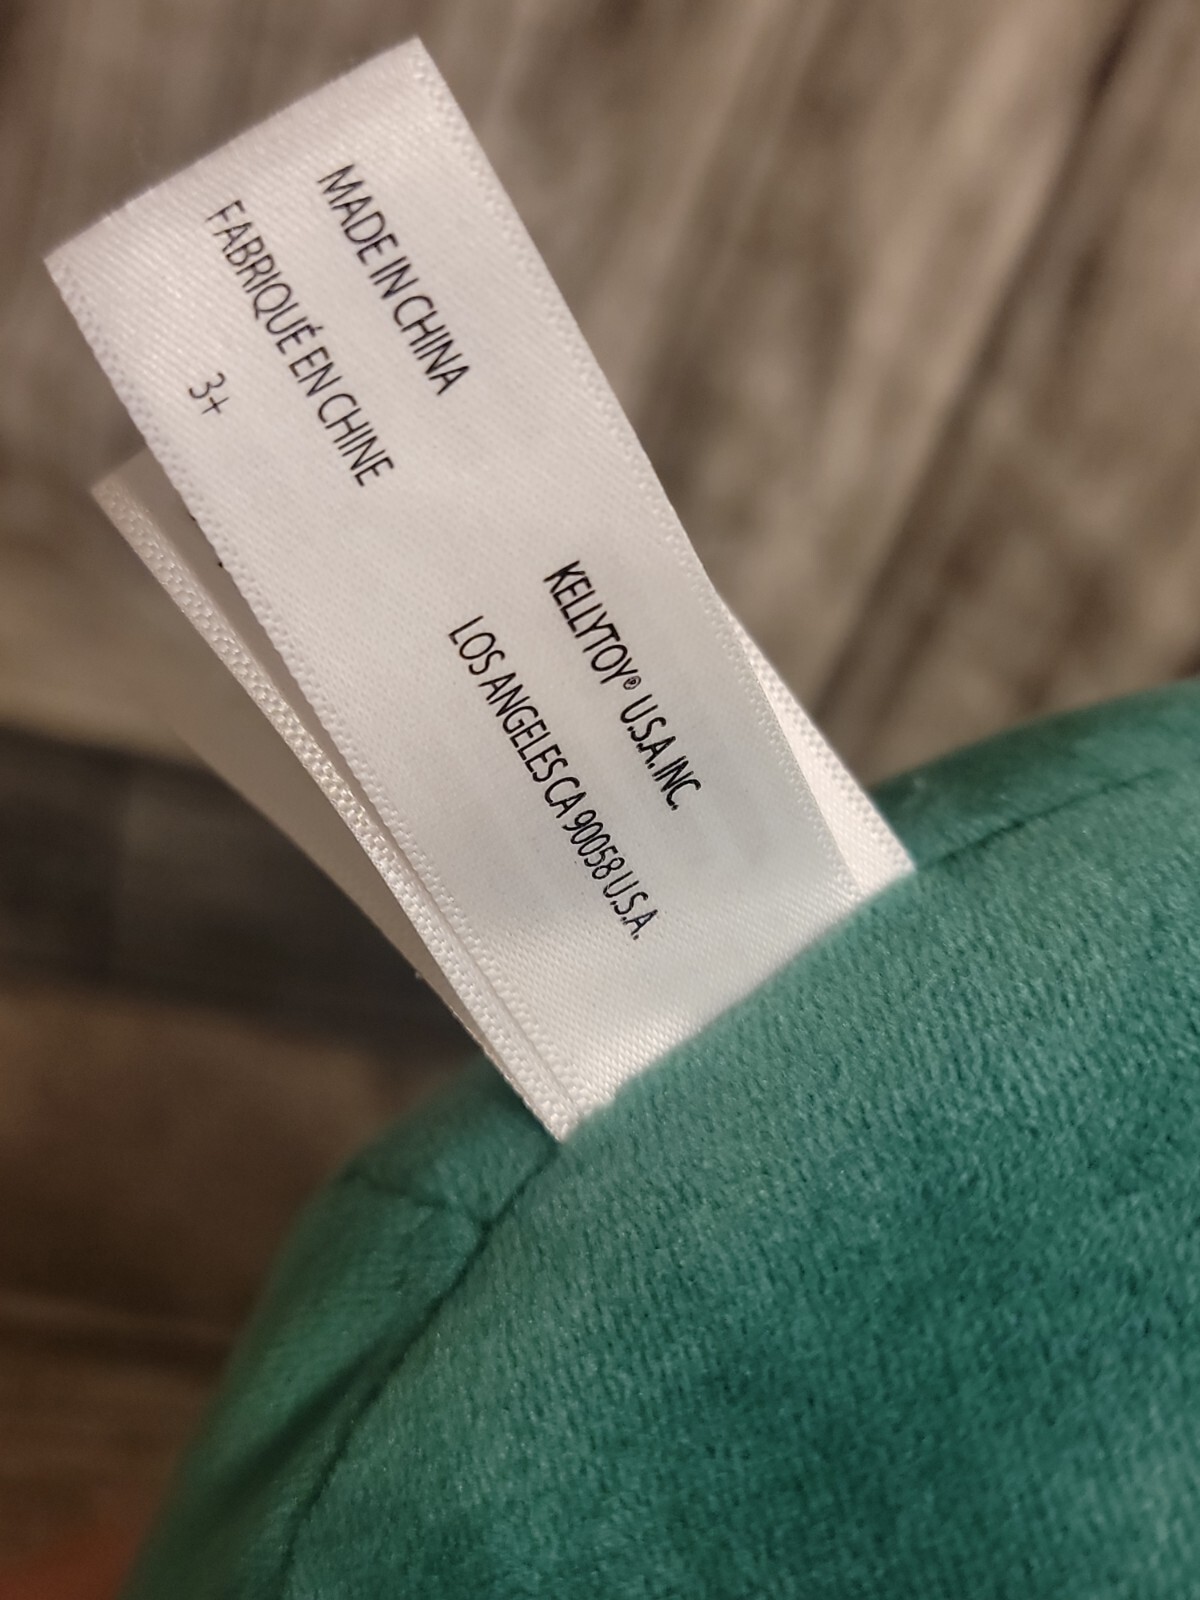 MADE IN CHINA
FABRIQUÉ EN CHINE
3+
KELLYTOY® U.S.A. INC.
LOS ANGELES CA 90058 U.S.A.